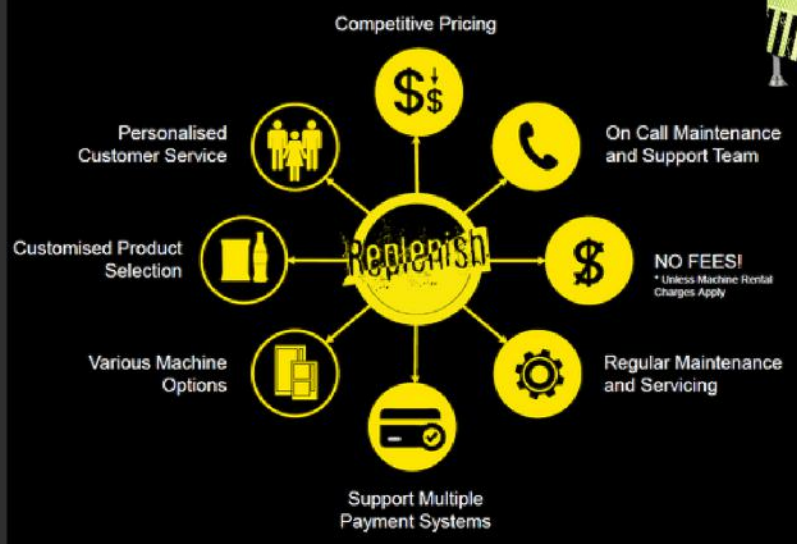 Competitive Pricing
Personalised
Customer Service
On Call Maintenance
and Support Team
Customised Product
Selection
Replenish
NO FEES!
* Unless Machine Rental
Charges Apply
Various Machine
Options
Regular Maintenance
and Servicing
Support Multiple
Payment Systems